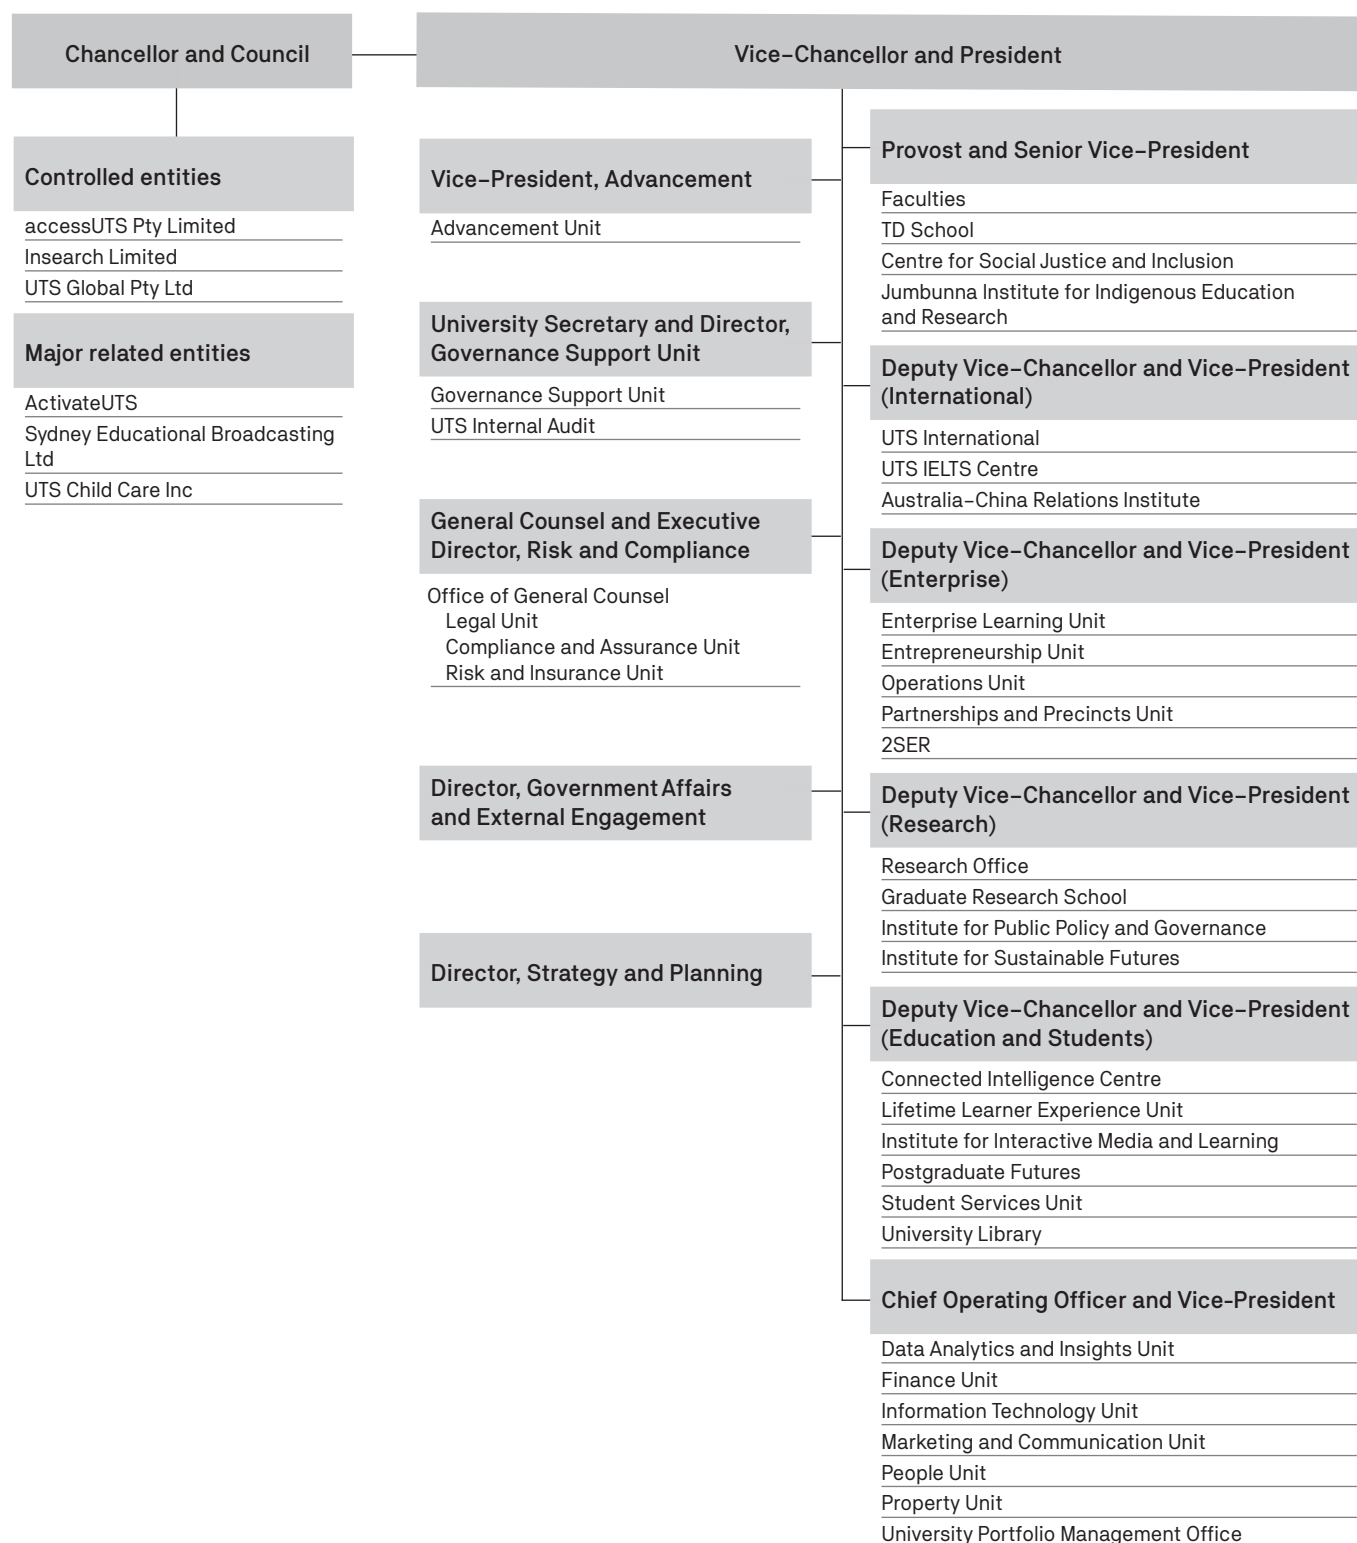 Chancellor and Council
Vice–Chancellor and President
Controlled entities
accessUTS Pty Limited
Insearch Limited
UTS Global Pty Ltd
Major related entities
ActivateUTS
Sydney Educational Broadcasting
Ltd
UTS Child Care Inc
Vice–President, Advancement
Advancement Unit
University Secretary and Director,
Governance Support Unit
Governance Support Unit
UTS Internal Audit
General Counsel and Executive
Director, Risk and Compliance
Office of General Counsel
Legal Unit
Compliance and Assurance Unit
Risk and Insurance Unit
Director, Government Affairs
and External Engagement
Director, Strategy and Planning
Provost and Senior Vice–President
Faculties
TD School
Centre for Social Justice and Inclusion
Jumbunna Institute for Indigenous Education
and Research
Deputy Vice–Chancellor and Vice–President
(International)
UTS International
UTS IELTS Centre
Australia–China Relations Institute
Deputy Vice–Chancellor and Vice–President
(Enterprise)
Enterprise Learning Unit
Entrepreneurship Unit
Operations Unit
Partnerships and Precincts Unit
2SER
Deputy Vice–Chancellor and Vice–President
(Research)
Research Office
Graduate Research School
Institute for Public Policy and Governance
Institute for Sustainable Futures
Deputy Vice–Chancellor and Vice–President
(Education and Students)
Connected Intelligence Centre
Lifetime Learner Experience Unit
Institute for Interactive Media and Learning
Postgraduate Futures
Student Services Unit
University Library
Chief Operating Officer and Vice-President
Data Analytics and Insights Unit
Finance Unit
Information Technology Unit
Marketing and Communication Unit
People Unit
Property Unit
University Portfolio Management Office